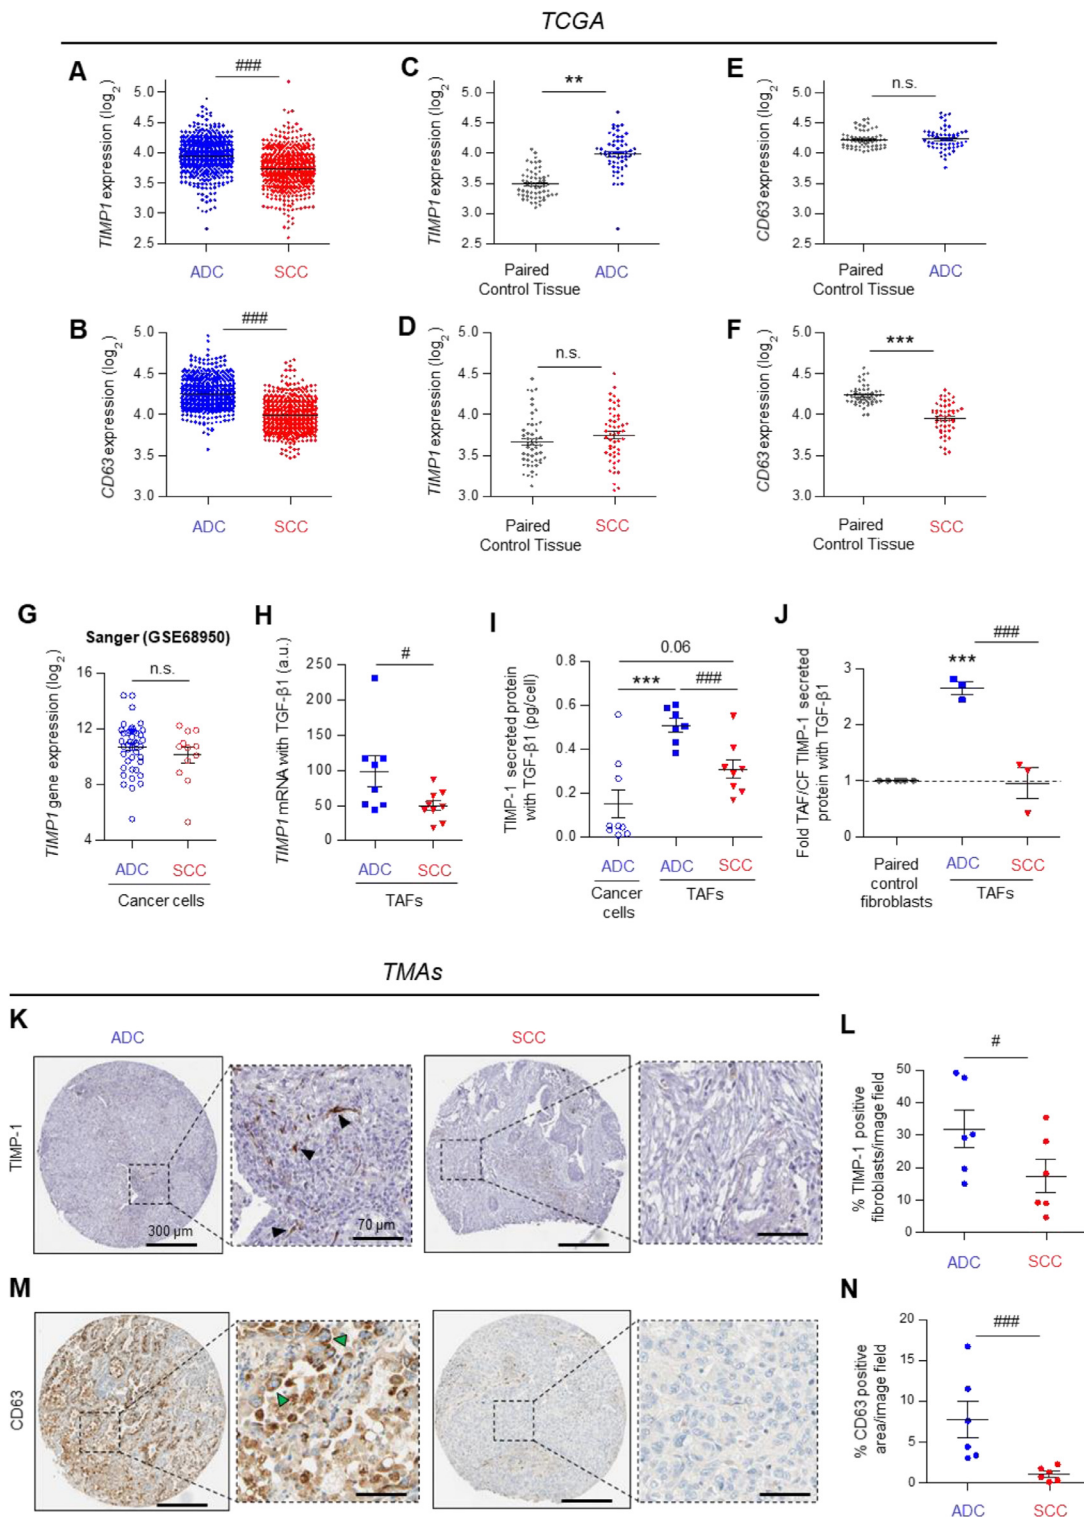 TCGA
A
TIMP1 expression (log2)
5.0
4.5
4.0
3.5
3.0
2.5
###
ADC
SCC
C
TIMP1 expression (log2)
5.0
4.5
4.0
3.5
3.0
2.5
**
Paired
Control Tissue
ADC
E
CD63 expression (log2)
5.0
4.5
4.0
3.5
3.0
2.5
n.s.
Paired
Control Tissue
ADC
B
CD63 expression (log2)
5.0
4.5
4.0
3.5
3.0
###
ADC
SCC
D
TIMP1 expression (log2)
5.0
4.5
4.0
3.5
3.0
n.s.
Paired
Control Tissue
SCC
F
CD63 expression (log2)
5.0
4.5
4.0
3.5
3.0
***
Paired
Control Tissue
SCC
G
Sanger (GSE68950)
TIMP1 gene expression (log2)
16
12
8
4
n.s.
ADC
SCC
Cancer cells
H
TIMP1 mRNA with TGF-β1 (a.u.)
250
200
150
100
50
0
#
ADC
SCC
TAFs
I
TIMP-1 secreted protein
with TGF-β1 (pg/cell)
0.8
0.6
0.4
0.2
0.0
0.06
***
###
ADC
ADC
SCC
Cancer
cells
TAFs
J
Fold TAF/CF TIMP-1 secreted
protein with TGF-β1
3
2
1
0
###
***
Paired
control
fibroblasts
ADC
SCC
TAFs
TMAs
K
ADC
SCC
TIMP-1
300 µm
70 µm
L
% TIMP-1 positive
fibroblasts/image field
50
40
30
20
10
0
#
ADC
SCC
M
CD63
N
% CD63 positive
area/image field
20
15
10
5
0
###
ADC
SCC